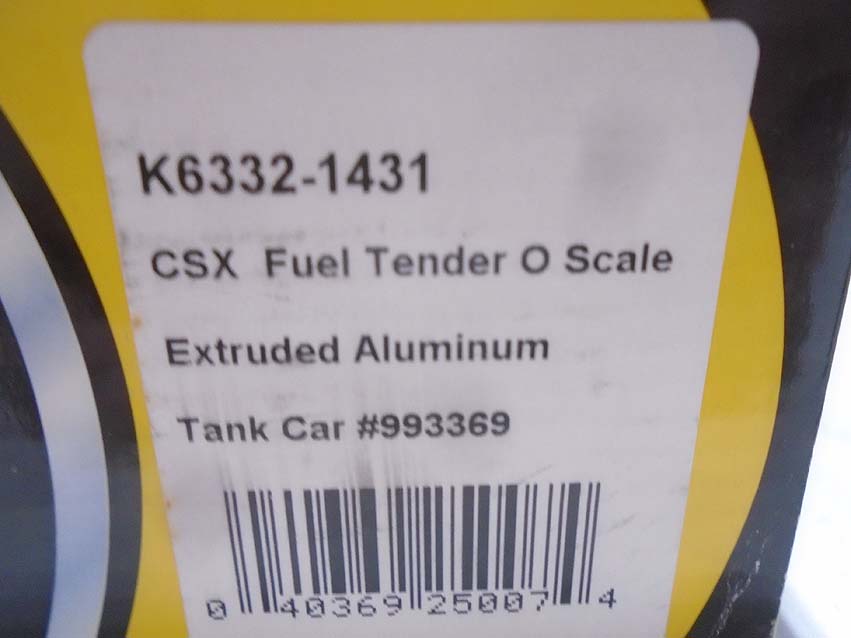 K6332-1431
CSX Fuel Tender O Scale
Extruded Aluminum
Tank Car #993369
0 40369 25007 4